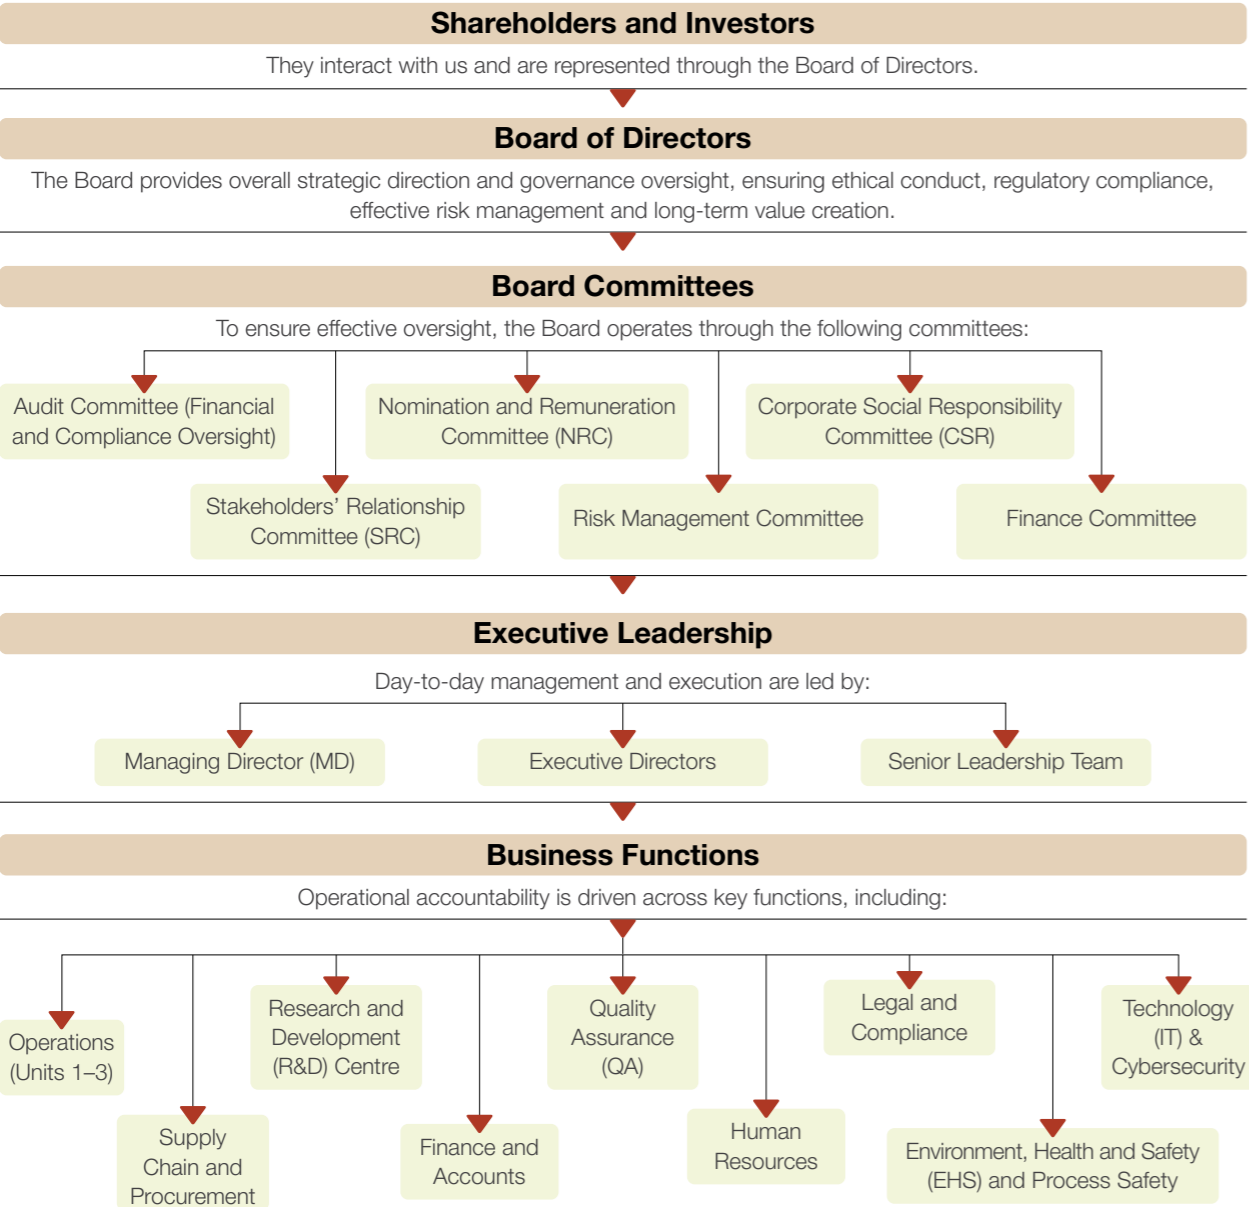 Shareholders and Investors
They interact with us and are represented through the Board of Directors.
Board of Directors
The Board provides overall strategic direction and governance oversight, ensuring ethical conduct, regulatory compliance,
effective risk management and long-term value creation.
Board Committees
To ensure effective oversight, the Board operates through the following committees:
Audit Committee (Financial
and Compliance Oversight)
Nomination and Remuneration
Committee (NRC)
Corporate Social Responsibility
Committee (CSR)
Stakeholders’ Relationship
Committee (SRC)
Risk Management Committee
Finance Committee
Executive Leadership
Day-to-day management and execution are led by:
Managing Director (MD)
Executive Directors
Senior Leadership Team
Business Functions
Operational accountability is driven across key functions, including:
Operations
(Units 1–3)
Research and
Development
(R&D) Centre
Quality
Assurance
(QA)
Legal and
Compliance
Technology
(IT) &
Cybersecurity
Supply
Chain and
Procurement
Finance and
Accounts
Human
Resources
Environment, Health and Safety
(EHS) and Process Safety